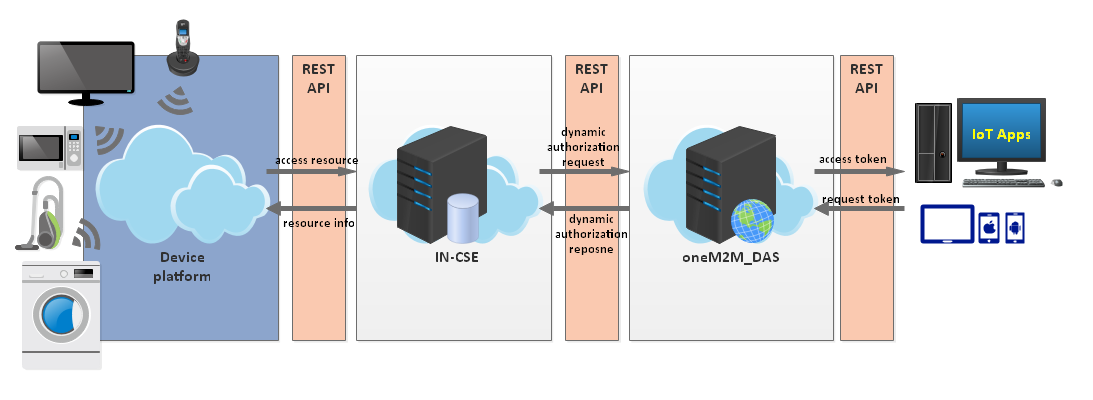 REST
API
REST
API
REST
API
IoT Apps
dynamic
authorization
request
access resource
access token
request token
resource info
dynamic
authorization
reposne
Device
platform
IN-CSE
oneM2M_DAS